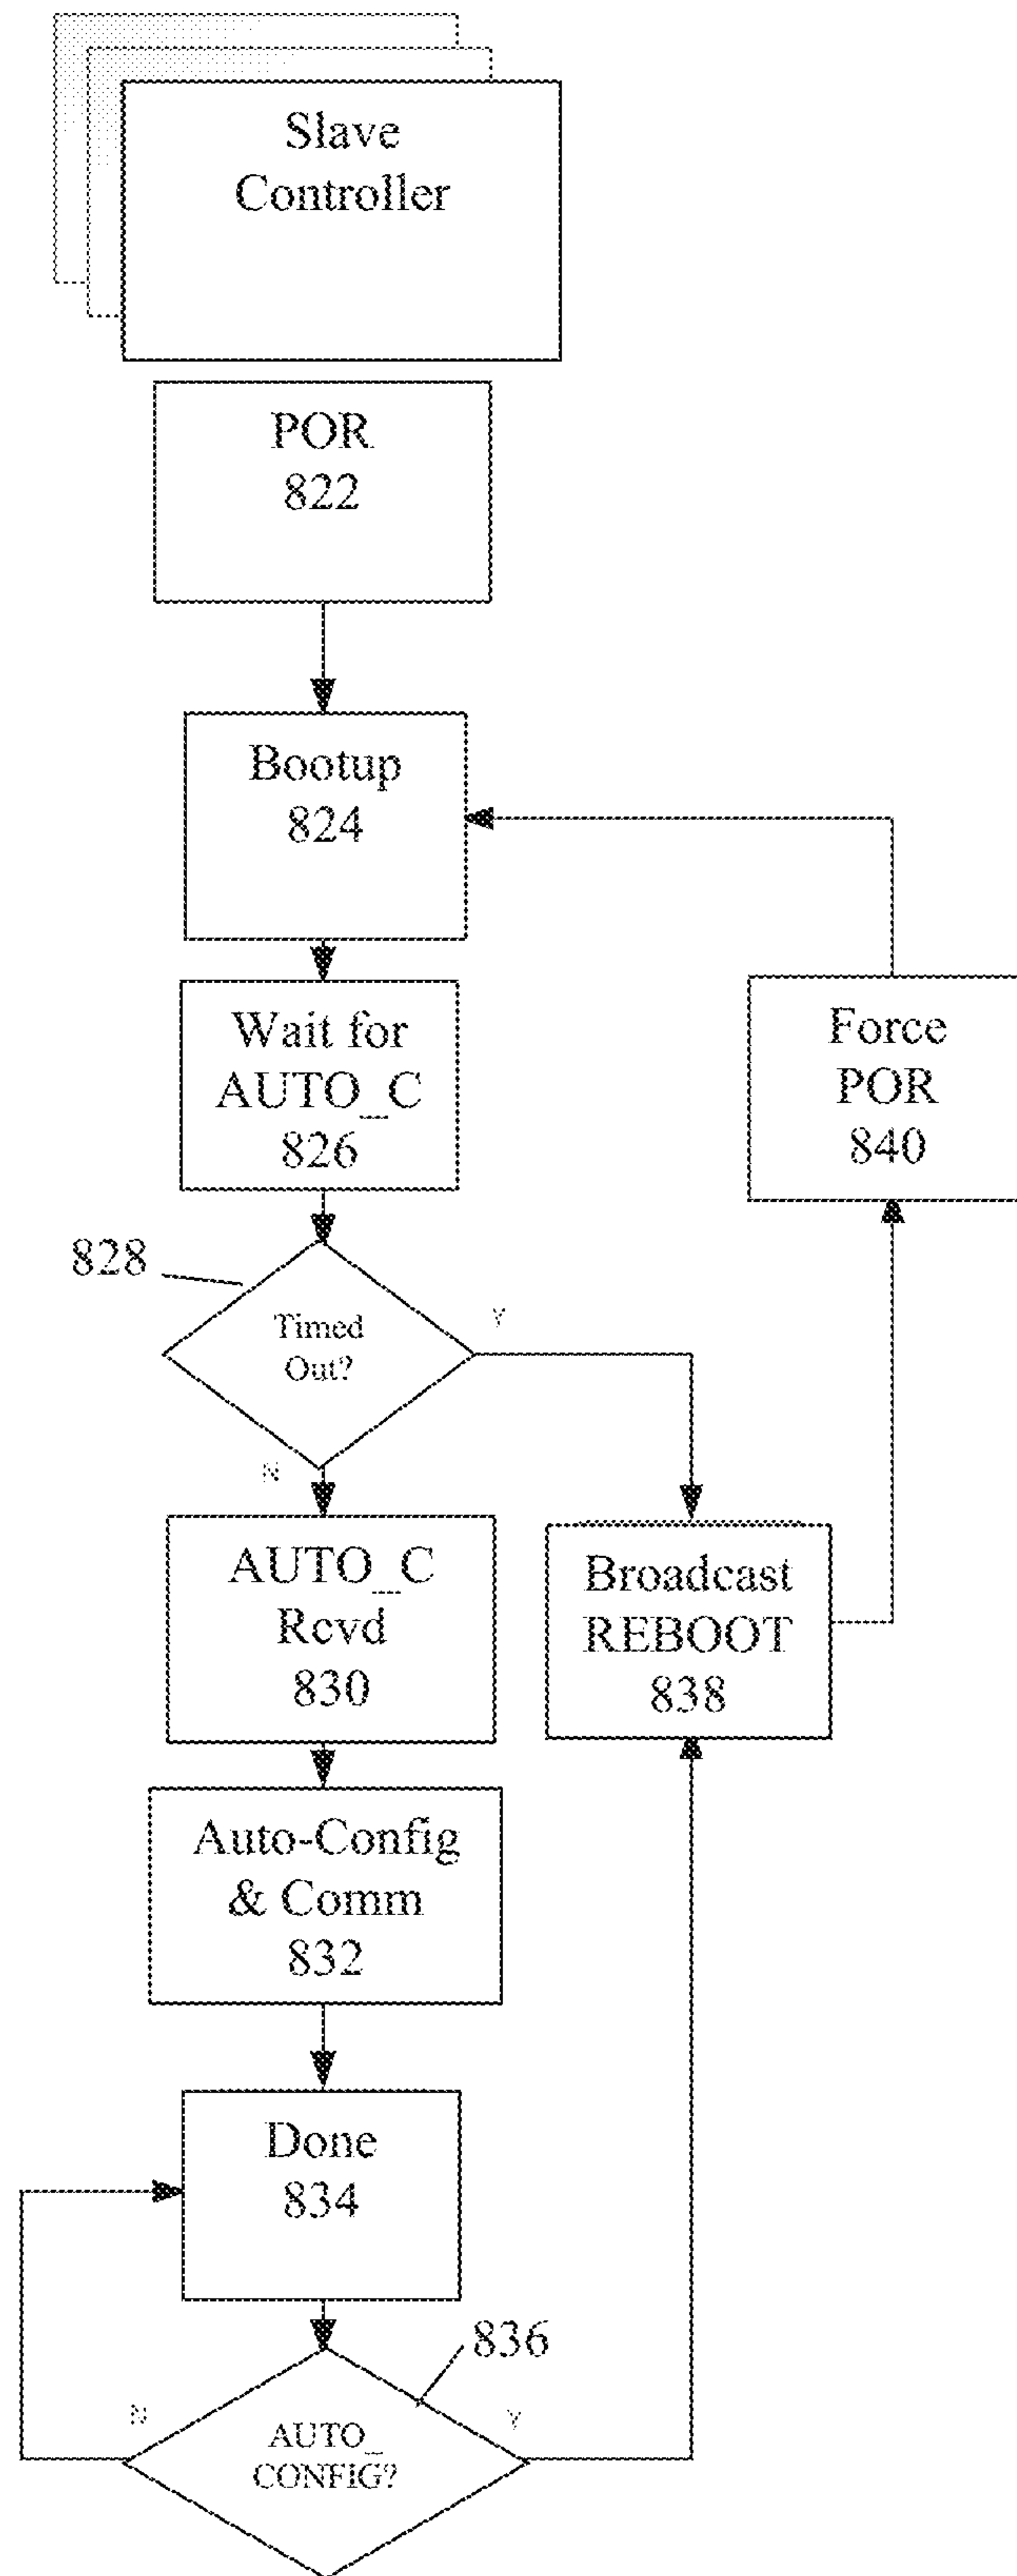 Slave
Controller
POR
822
Bootup
824
Wait for
AUTO_C
826
Force
POR
840
828
Timed
Out?
Y
N
AUTO_C
Rcvd
830
Broadcast
REBOOT
838
Auto-Config
& Comm
832
Done
834
836
N
AUTO_
CONFIG?
Y